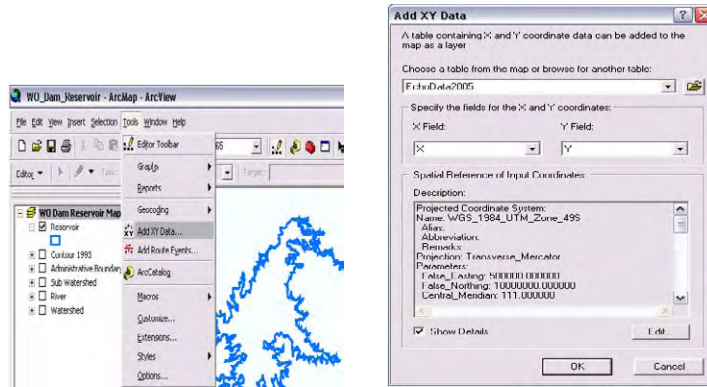 WO_Dam_Reservoir - ArcMap - ArcView
File Edit View Insert Selection Tools Window Help
Editor Toolbar
Graphs
Reports
Geocoding
Add XY Data...
Add Route Events...
ArcCatalog
Macros
Customize...
Extensions...
Styles
Options...
Editor
Target:
WO Dam Reservoir Map
Reservoir
Contour 1993
Administrative Boundar
Sub Watershed
River
Watershed
Add XY Data
A table containing X and Y coordinate data can be added to the
map as a layer
Choose a table from the map or browse for another table:
EchoData2005
Specify the fields for the X and Y coordinates:
X Field:
Y Field:
X
Y
Spatial Reference of Input Coordinates
Description:
Projected Coordinate System:
Name: WGS_1984_UTM_Zone_49S
Alias:
Abbreviation:
Remarks:
Projection: Transverse_Mercator
Parameters:
False_Easting: 500000.000000
False_Northing: 10000000.000000
Central_Meridian: 111.000000
Show Details
Edit...
OK
Cancel